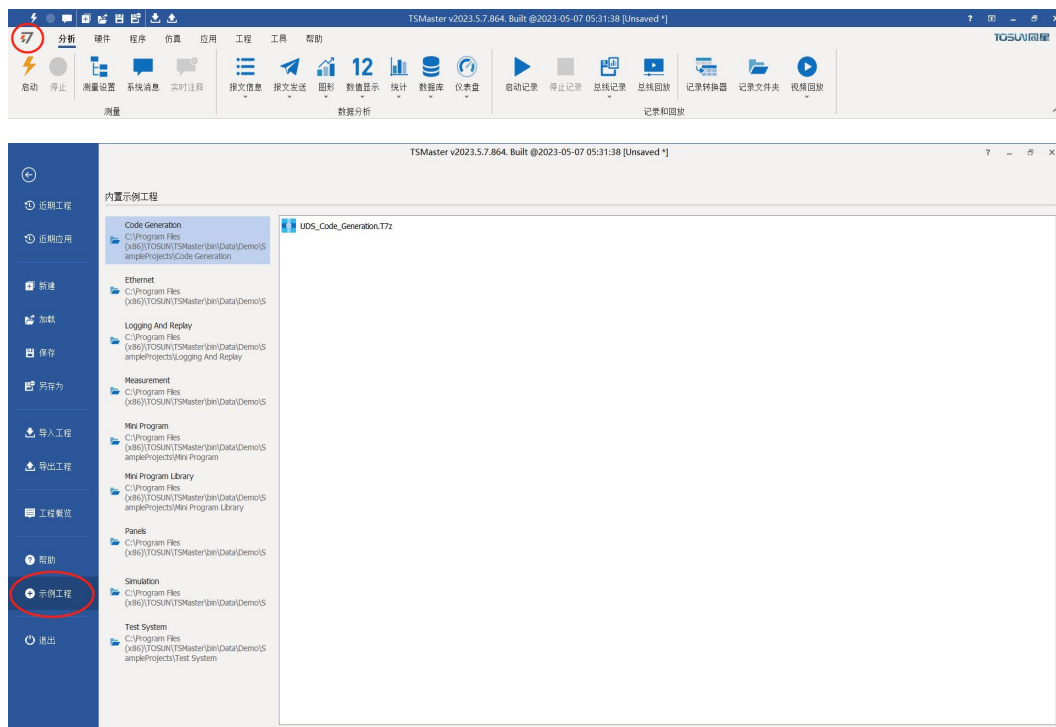 TSMaster v2023.5.7.864. Built @2023-05-07 05:31:38 [Unsaved *]
分析 硬件 程序 仿真 应用 工程 工具 帮助
TOSUN同星
启动 停止 测量设置 系统消息 实时注释 报文信息 报文发送 图形 数值显示 统计 数据库 仪表盘 启动记录 停止记录 总线记录 总线回放 记录转换器 记录文件夹 视频回放
测量 数据分析 记录和回放
TSMaster v2023.5.7.864. Built @2023-05-07 05:31:38 [Unsaved *]
近期工程
近期应用
新建
加载
保存
另存为
导入工程
导出工程
工程概览
帮助
示例工程
退出
内置示例工程
Code Generation
C:\Program Files
(x86)\TOSUN\TSMaster\bin\Data\Demo\S
ampleProjects\Code Generation
Ethernet
C:\Program Files
(x86)\TOSUN\TSMaster\bin\Data\Demo\S
Logging And Replay
C:\Program Files
(x86)\TOSUN\TSMaster\bin\Data\Demo\S
ampleProjects\Logging And Replay
Measurement
C:\Program Files
(x86)\TOSUN\TSMaster\bin\Data\Demo\S
Mini Program
C:\Program Files
(x86)\TOSUN\TSMaster\bin\Data\Demo\S
ampleProjects\Mini Program
Mini Program Library
C:\Program Files
(x86)\TOSUN\TSMaster\bin\Data\Demo\S
ampleProjects\Mini Program Library
Panels
C:\Program Files
(x86)\TOSUN\TSMaster\bin\Data\Demo\S
Simulation
C:\Program Files
(x86)\TOSUN\TSMaster\bin\Data\Demo\S
Test System
C:\Program Files
(x86)\TOSUN\TSMaster\bin\Data\Demo\S
ampleProjects\Test System
UDS_Code_Generation.T7z